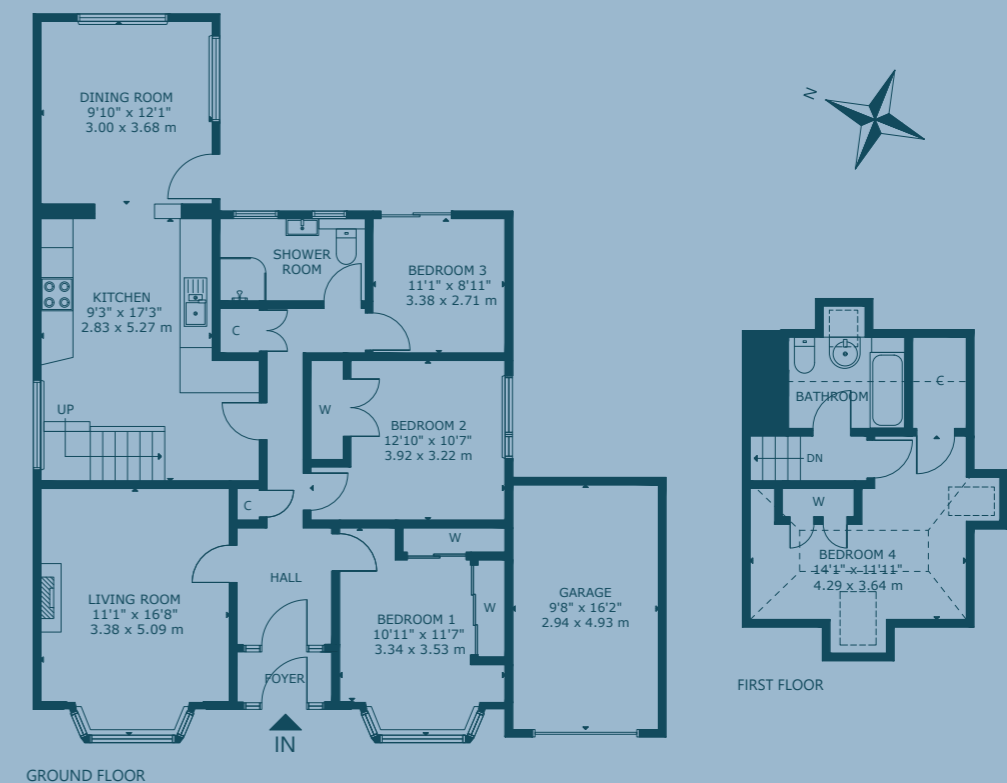 DINING ROOM
9'10" x 12'1"
3.00 x 3.68 m
N
SHOWER
ROOM
BEDROOM 3
11'1" x 8'11"
3.38 x 2.71 m
KITCHEN
9'3" x 17'3"
2.83 x 5.27 m
C
UP
W
BEDROOM 2
12'10" x 10'7"
3.92 x 3.22 m
C
W
HALL
LIVING ROOM
11'1" x 16'8"
3.38 x 5.09 m
BEDROOM 1
10'11" x 11'7"
3.34 x 3.53 m
W
GARAGE
9'8" x 16'2"
2.94 x 4.93 m
FOYER
IN
GROUND FLOOR
BATHROOM
C
DN
W
BEDROOM 4
14'1" x 11'11"
4.29 x 3.64 m
FIRST FLOOR